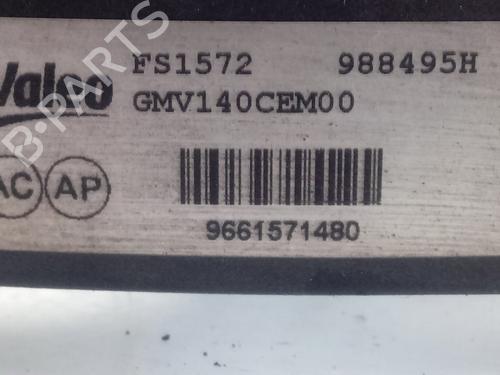 B-PARTS
Valeo FS1572 988495H
GMV140CEM00
AC AP
9661571480